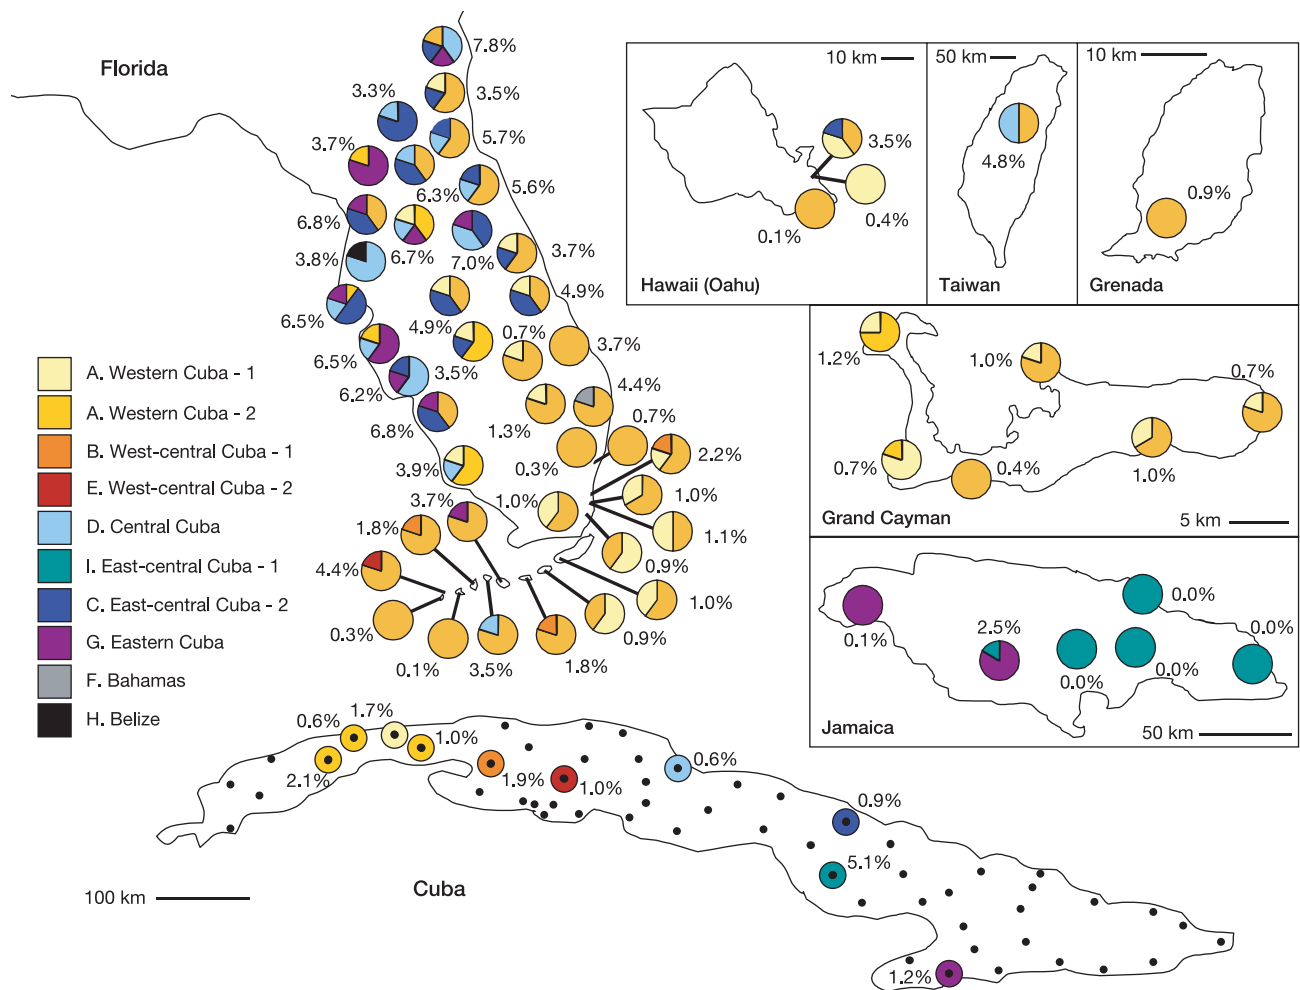 Florida
7.8%
3.5%
3.3%
5.7%
3.7%
6.3%
5.6%
6.8%
6.7%
7.0%
3.7%
3.8%
6.5%
4.9%
4.9%
0.7%
3.7%
6.5%
3.5%
6.2%
4.4%
6.8%
1.3%
0.7%
0.3%
2.2%
3.9%
1.0%
1.0%
3.7%
1.8%
1.1%
0.9%
4.4%
1.0%
0.3%
0.1%
3.5%
1.8%
0.9%
10 km
3.5%
0.4%
0.1%
Hawaii (Oahu)
50 km
4.8%
Taiwan
10 km
0.9%
Grenada
1.2%
1.0%
0.7%
0.7%
0.4%
1.0%
Grand Cayman
5 km
0.0%
0.1%
2.5%
0.0%
0.0%
0.0%
Jamaica
50 km
A. Western Cuba - 1
A. Western Cuba - 2
B. West-central Cuba - 1
E. West-central Cuba - 2
D. Central Cuba
I. East-central Cuba - 1
C. East-central Cuba - 2
G. Eastern Cuba
F. Bahamas
H. Belize
0.6%
1.7%
1.0%
2.1%
1.9%
1.0%
0.6%
0.9%
5.1%
1.2%
Cuba
100 km